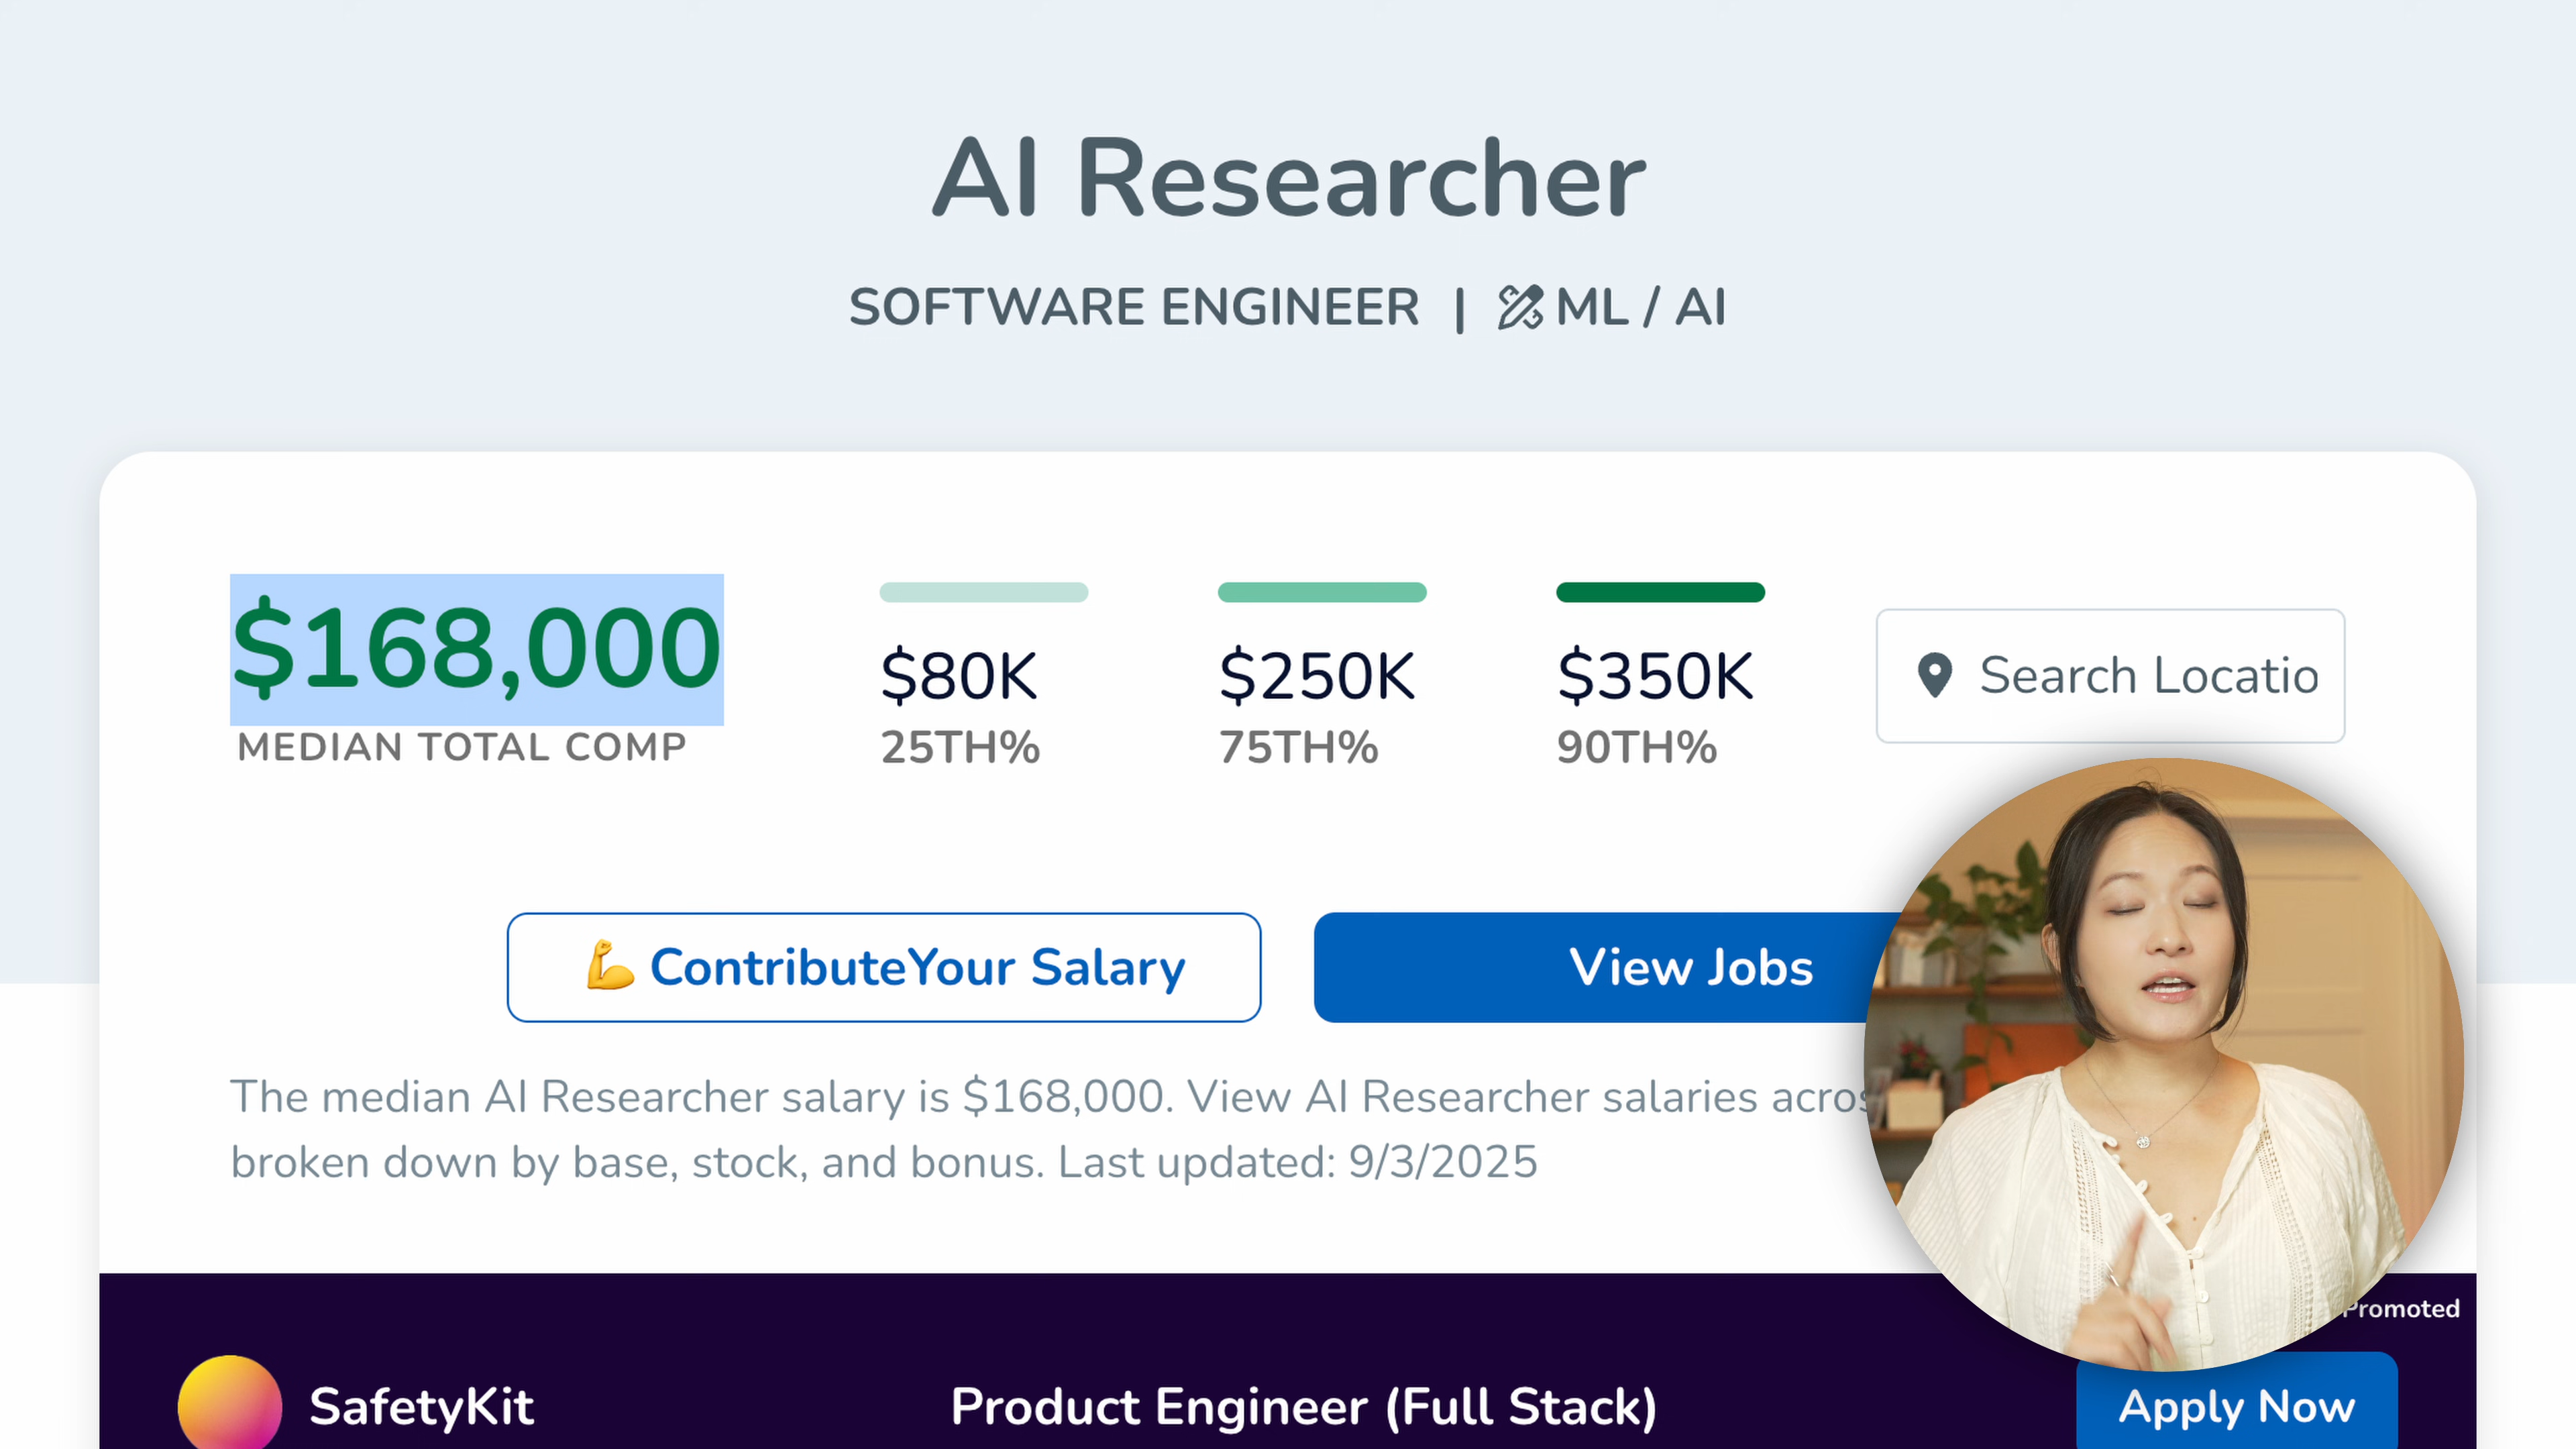 AI Researcher
SOFTWARE ENGINEER | ML / AI
$168,000
MEDIAN TOTAL COMP
$80K
25TH%
$250K
75TH%
$350K
90TH%
Search Locatio
💪 ContributeYour Salary
View Jobs
The median AI Researcher salary is $168,000. View AI Researcher salaries
broken down by base, stock, and bonus. Last updated: 9/3/2025
Promoted
SafetyKit
Product Engineer (Full Stack)
Apply Now